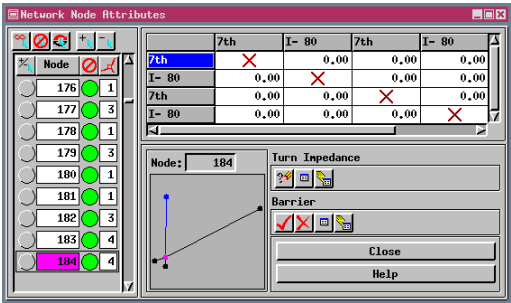 Network Node Attributes
7th I- 80 7th I- 80
7th 0.00 0.00 0.00
I- 80 0.00 0.00 0.00
7th 0.00 0.00 0.00
I- 80 0.00 0.00 0.00
Node
176 1
177 3
178 1
179 3
180 1
181 1
182 3
183 4
184 4
Node: 184
Turn Impedance
Barrier
Close
Help